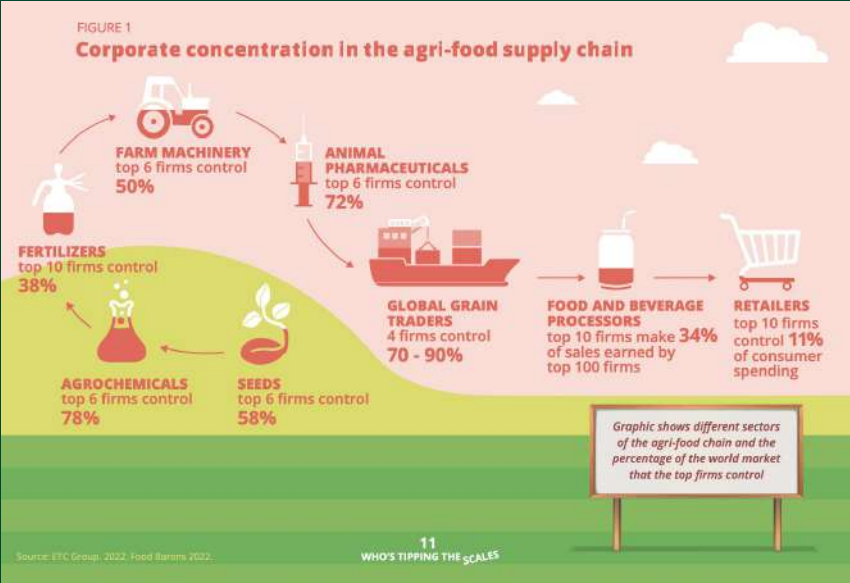 FIGURE 1
Corporate concentration in the agri-food supply chain
FARM MACHINERY
top 6 firms control
50%
ANIMAL
PHARMACEUTICALS
top 6 firms control
72%
FERTILIZERS
top 10 firms control
38%
GLOBAL GRAIN
TRADERS
4 firms control
70 - 90%
FOOD AND BEVERAGE
PROCESSORS
top 10 firms make 34%
of sales earned by
top 100 firms
RETAILERS
top 10 firms
control 11%
of consumer
spending
AGROCHEMICALS
top 6 firms control
78%
SEEDS
top 6 firms control
58%
Graphic shows different sectors
of the agri-food chain and the
percentage of the world market
that the top firms control
Source: ETC Group. 2022. Food Barons 2022.
11
WHO'S TIPPING THE SCALES